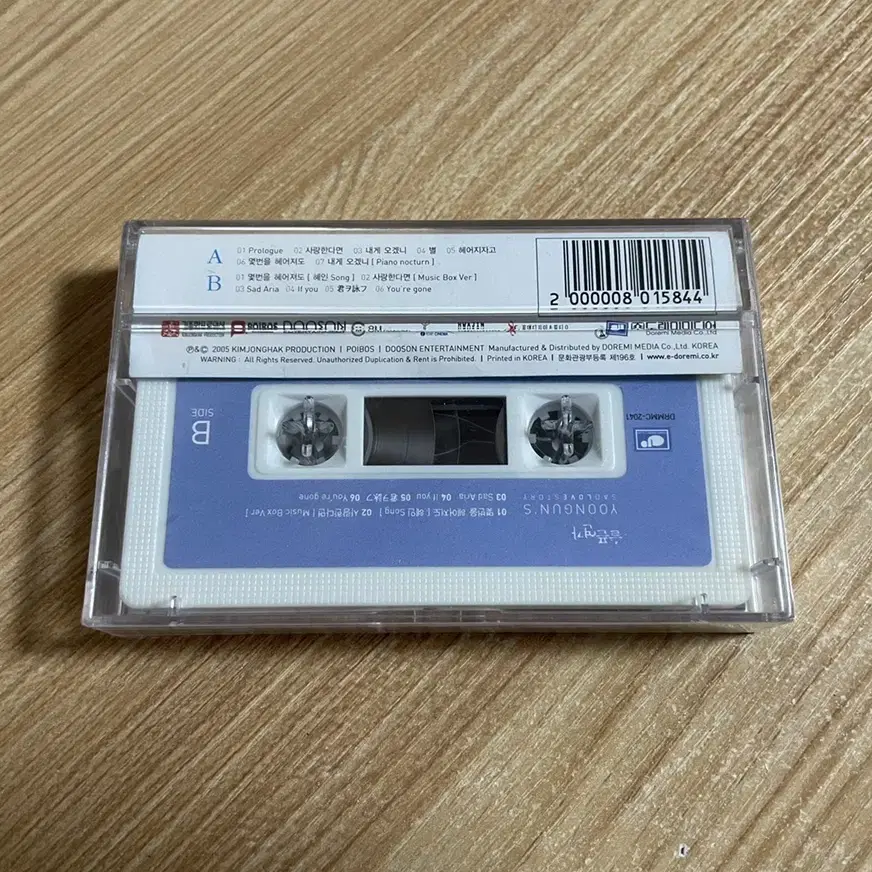 A 01 Prologue 02 사랑한다면 03 내게 오겠니 04 별 05 헤어지자고
06 몇번을 헤어져도 07 내게 오겠니 [ Piano nocturn ]
B 01 몇번을 헤어져도 [ 혜인 Song ] 02 사랑한다면 [ Music Box Ver ]
03 Sad Aria 04 If you 05 君ヲ詠フ 06 You're gone
2 000008 015844
POIBOS DOOSON
Doremi Media Co.,Ltd
℗&© 2005 KIMJONGHAK PRODUCTION | POIBOS | DOOSON ENTERTAINMENT Manufactured & Distributed by DOREMI MEDIA Co.,Ltd. KOREA
WARNING : All Rights Reserved. Unauthorized Duplication & Rent is Prohibited. | Printed in KOREA | 문화관광부등록 제196호 | www.e-doremi.co.kr
슬픈연가
YOONGUN'S
SAD LOVE STORY
01 몇번을 헤어져도 [ 혜인 Song ] 02 사랑한다면 [ Music Box Ver ]
03 Sad Aria 04 If you 05 君ヲ詠フ 06 You're gone
DRMMC-2041
B
SIDE